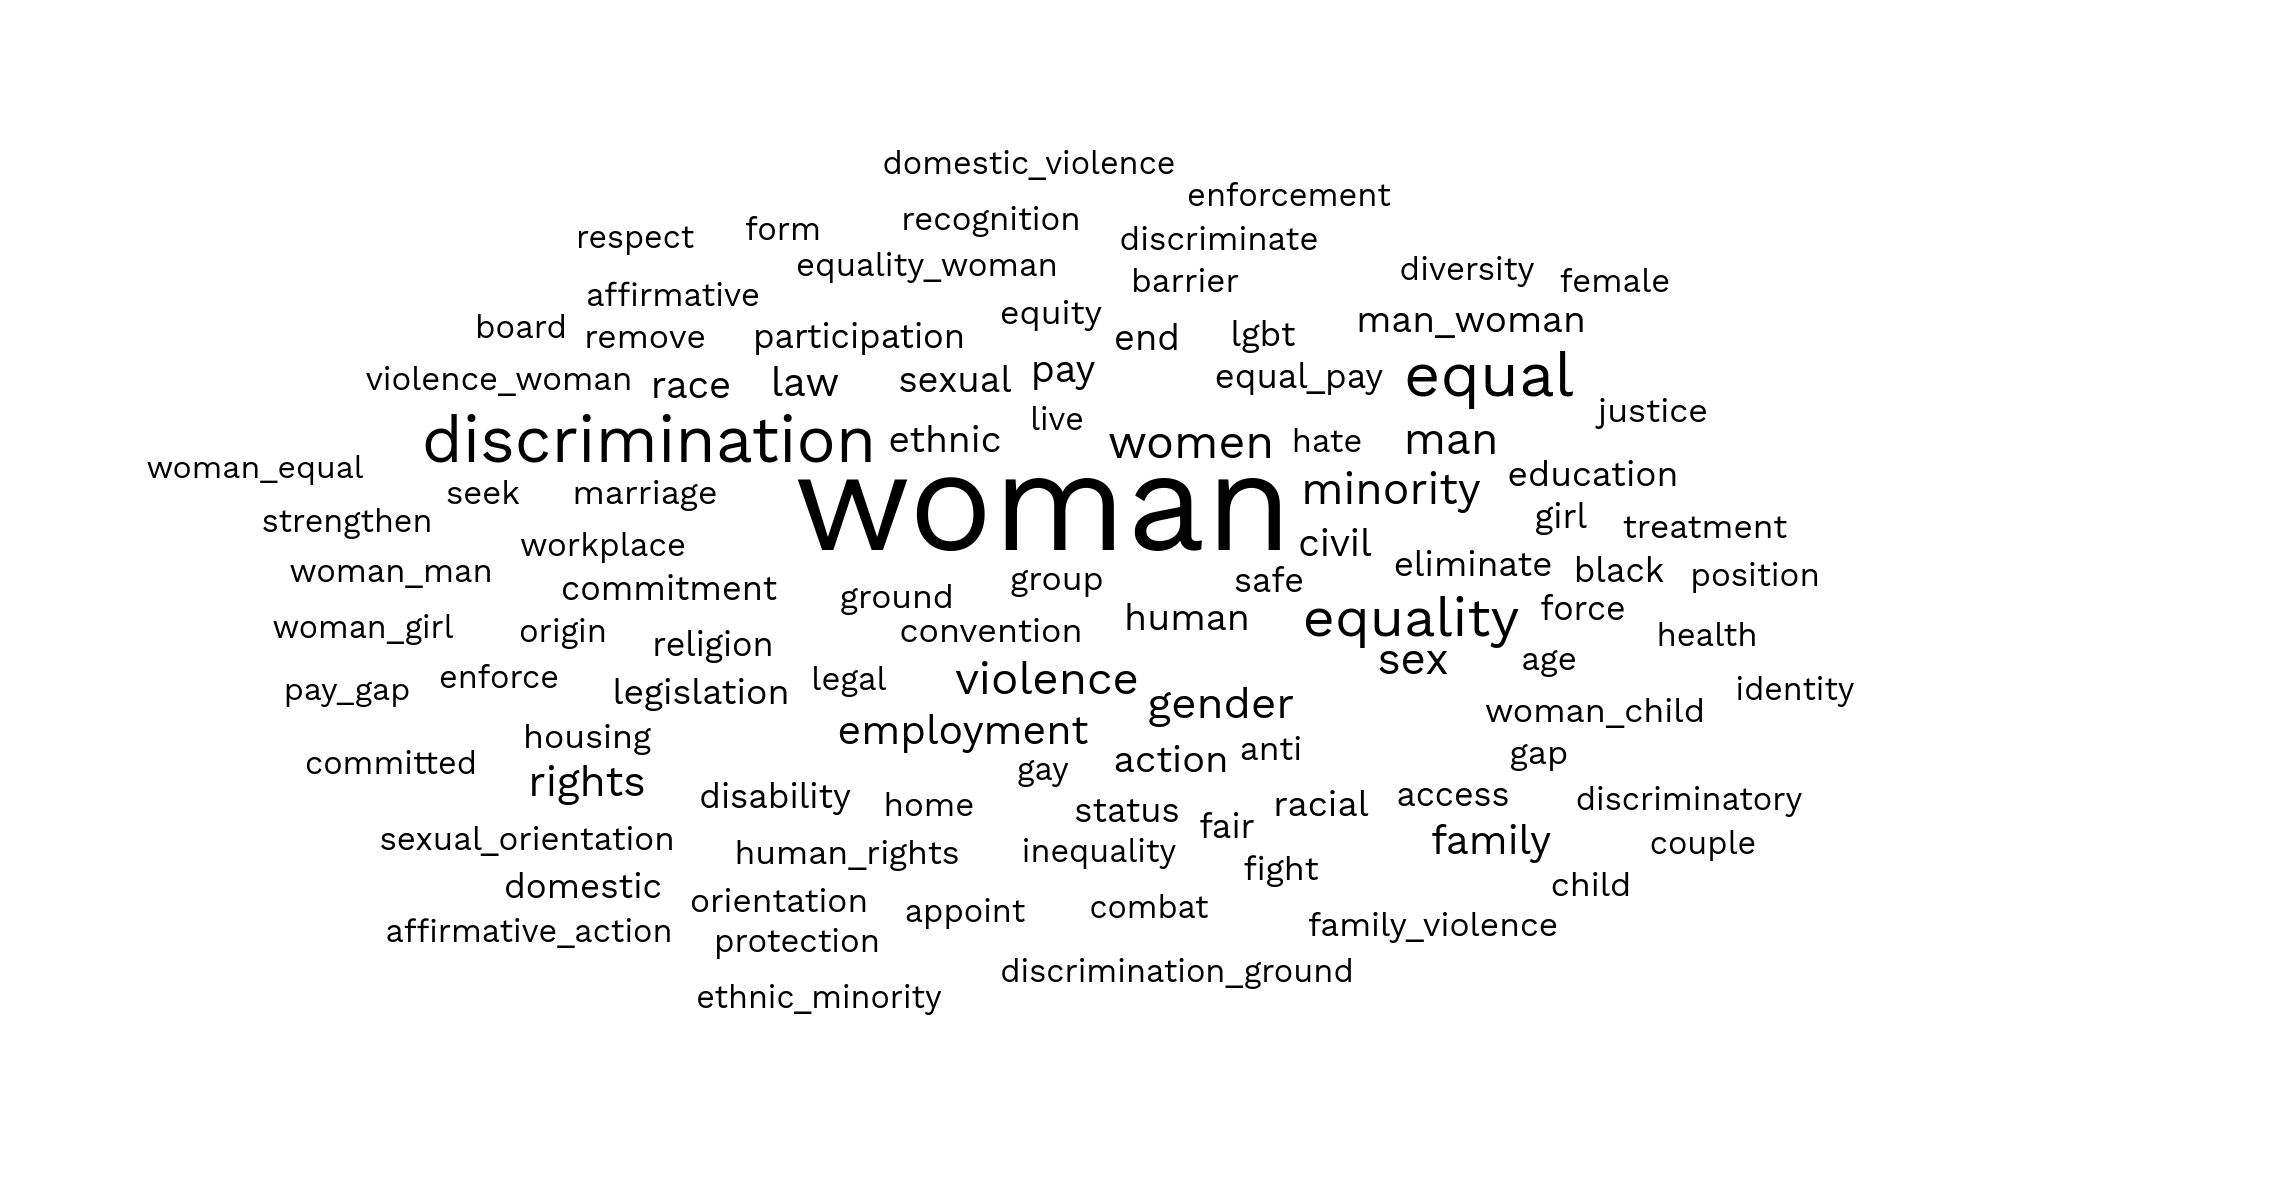 domestic_violence
enforcement
respect form recognition discriminate
equality_woman barrier diversity female
affirmative equity
board remove participation end lgbt man_woman
violence_woman race law sexual pay equal_pay equal
live justice
discrimination ethnic women hate man
woman_equal seek marriage woman minority education
strengthen girl treatment
workplace civil
woman_man commitment ground group safe eliminate black position
woman_girl origin religion convention human equality force health
sex age
pay_gap enforce legislation legal violence gender woman_child identity
housing employment action anti gap
committed rights gay
disability home status fair racial access discriminatory
sexual_orientation human_rights inequality family couple
fight
domestic orientation appoint combat child
affirmative_action protection family_violence
discrimination_ground
ethnic_minority